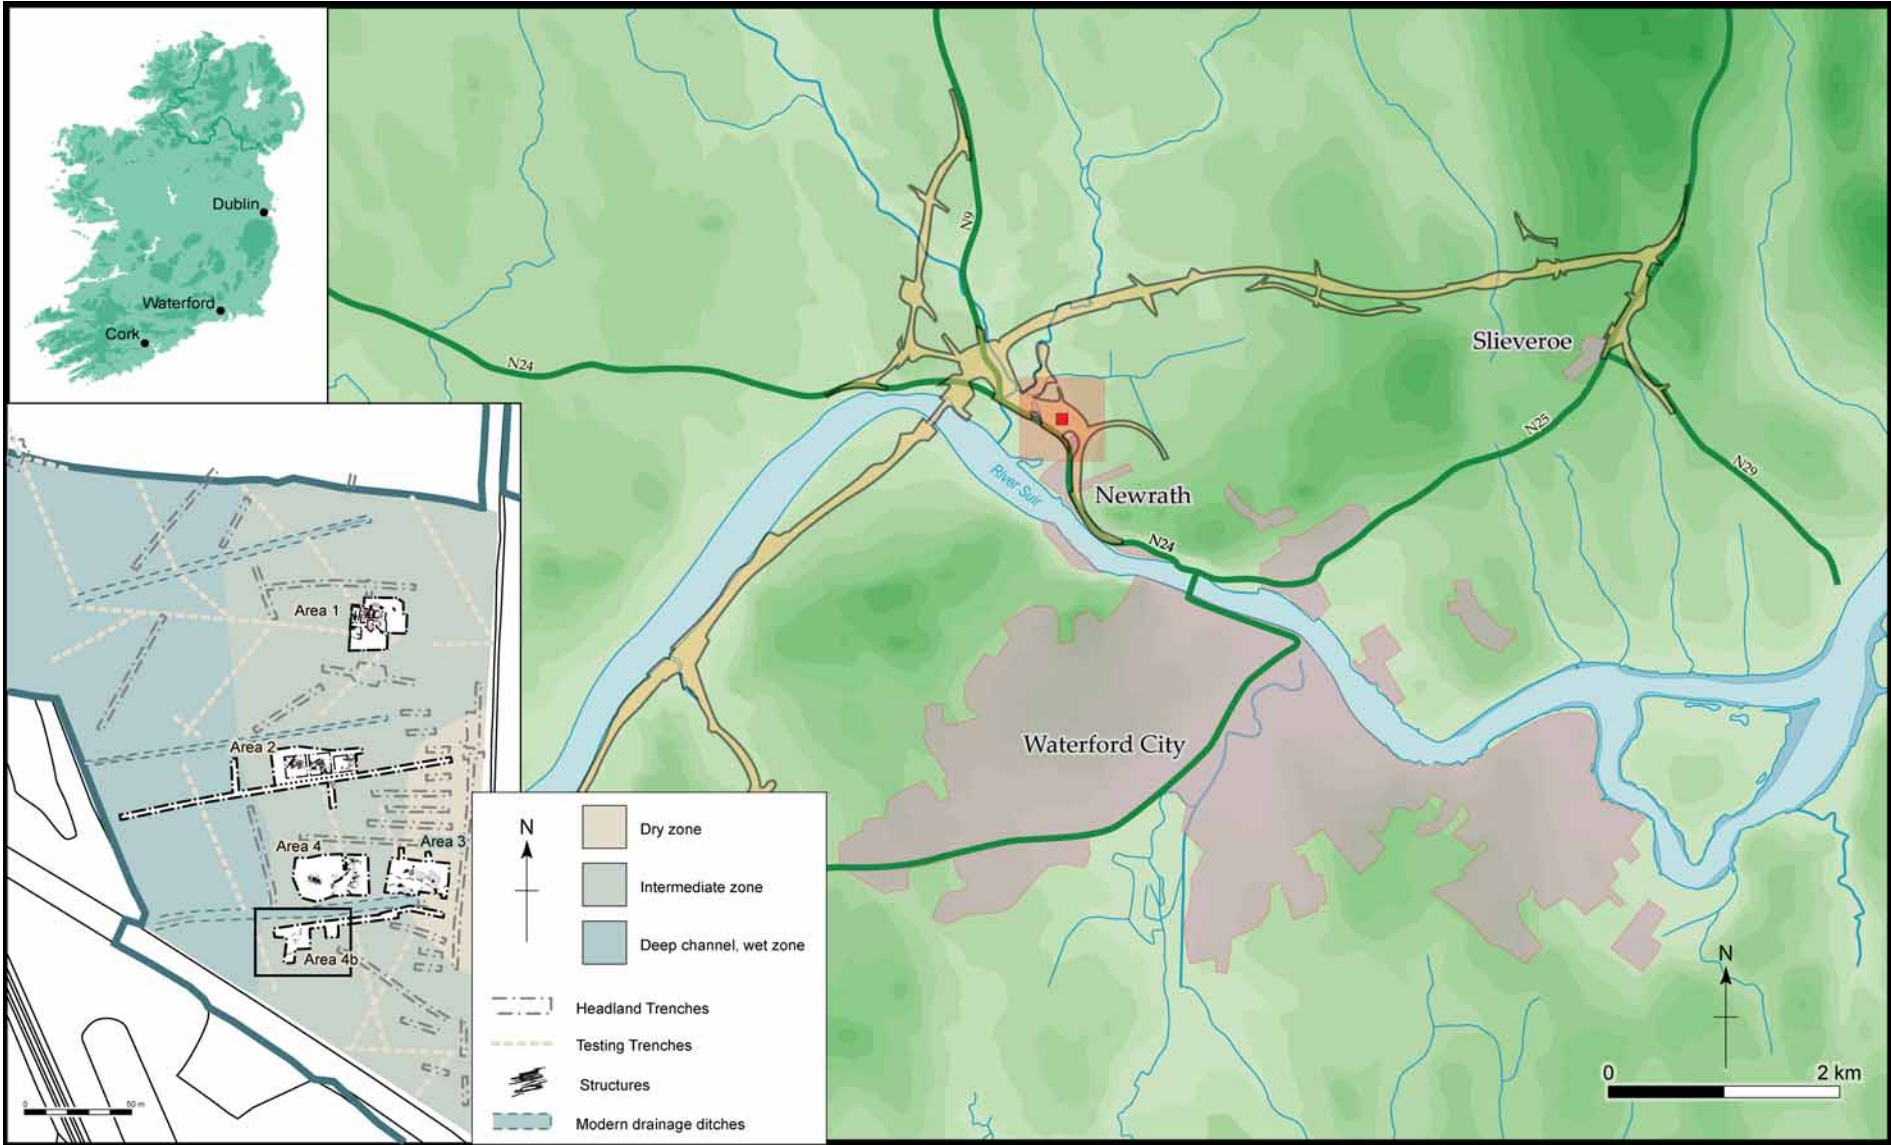 Dublin
Waterford
Cork
N9
N24
Slieveroe
N25
N29
River Suir
Newrath
N24
Waterford City
Area 1
Area 2
Area 4
Area 3
Area 4b
0 50 m
N
Dry zone
Intermediate zone
Deep channel, wet zone
Headland Trenches
Testing Trenches
Structures
Modern drainage ditches
N
0 2 km